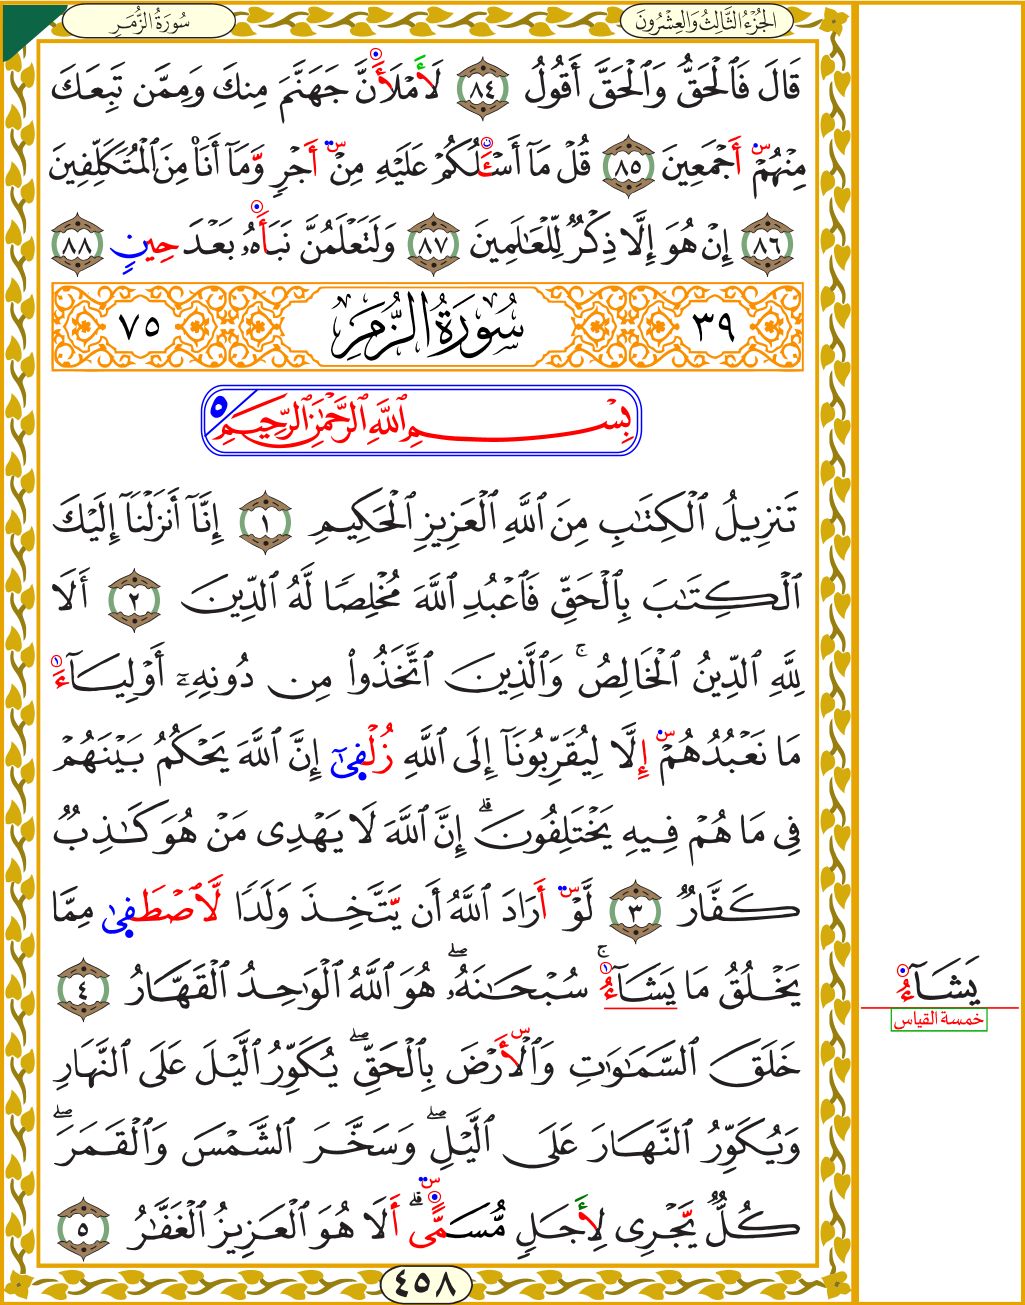 سُورَةُ الزُّمَرِ
الجُزْءُ الثَّالِثُ وَالعِشْرُونَ
قَالَ فَٱلْحَقُّ وَٱلْحَقَّ أَقُولُ ٨٤ لَأَمْلَأَنَّ جَهَنَّمَ مِنكَ وَمِمَّن تَبِعَكَ
مِنْهُمْ أَجْمَعِينَ ٨٥ قُلْ مَآ أَسْـَٔلُكُمْ عَلَيْهِ مِنْ أَجْرٍ وَمَآ أَنَا۠ مِنَ ٱلْمُتَكَلِّفِينَ
٨٦ إِنْ هُوَ إِلَّا ذِكْرٌ لِّلْعَـٰلَمِينَ ٨٧ وَلَتَعْلَمُنَّ نَبَأَهُۥ بَعْدَ حِينٍ ٨٨
٣٩ سُورَةُ الزُّمَرِ ٧٥
بِسْمِ ٱللَّهِ ٱلرَّحْمَـٰنِ ٱلرَّحِيمِ ٥
تَنزِيلُ ٱلْكِتَـٰبِ مِنَ ٱللَّهِ ٱلْعَزِيزِ ٱلْحَكِيمِ ١ إِنَّآ أَنزَلْنَآ إِلَيْكَ
ٱلْكِتَـٰبَ بِٱلْحَقِّ فَٱعْبُدِ ٱللَّهَ مُخْلِصًا لَّهُ ٱلدِّينَ ٢ أَلَا
لِلَّهِ ٱلدِّينُ ٱلْخَالِصُ ۚ وَٱلَّذِينَ ٱتَّخَذُوا۟ مِن دُونِهِۦٓ أَوْلِيَآءَ
مَا نَعْبُدُهُمْ إِلَّا لِيُقَرِّبُونَآ إِلَى ٱللَّهِ زُلْفَىٰٓ إِنَّ ٱللَّهَ يَحْكُمُ بَيْنَهُمْ
فِى مَا هُمْ فِيهِ يَخْتَلِفُونَ ۗ إِنَّ ٱللَّهَ لَا يَهْدِى مَنْ هُوَ كَـٰذِبٌ
كَفَّارٌ ٣ لَّوْ أَرَادَ ٱللَّهُ أَن يَتَّخِذَ وَلَدًا لَّٱصْطَفَىٰ مِمَّا
يَخْلُقُ مَا يَشَآءُ ۚ سُبْحَـٰنَهُۥ ۖ هُوَ ٱللَّهُ ٱلْوَٰحِدُ ٱلْقَهَّارُ ٤
يَشَآءُ
خمسة القياس
خَلَقَ ٱلسَّمَـٰوَٰتِ وَٱلْأَرْضَ بِٱلْحَقِّ ۖ يُكَوِّرُ ٱلَّيْلَ عَلَى ٱلنَّهَارِ
وَيُكَوِّرُ ٱلنَّهَارَ عَلَى ٱلَّيْلِ ۖ وَسَخَّرَ ٱلشَّمْسَ وَٱلْقَمَرَ ۖ
كُلٌّ يَجْرِى لِأَجَلٍ مُّسَمًّى ۗ أَلَا هُوَ ٱلْعَزِيزُ ٱلْغَفَّـٰرُ ٥
٤٥٨